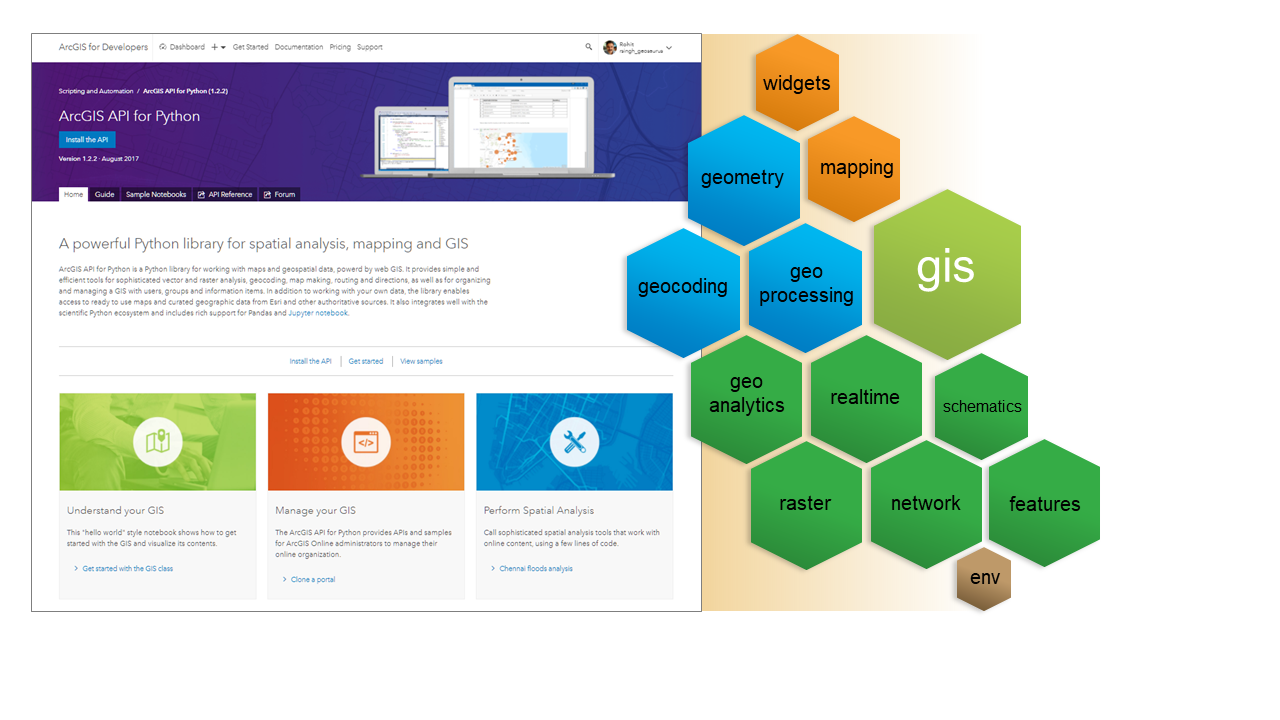 ArcGIS for Developers
Dashboard
Get Started
Documentation
Pricing
Support
Rohit
rsingh_geosaurus
Scripting and Automation / ArcGIS API for Python (1.2.2)
ArcGIS API for Python
Install the API
Version 1.2.2 · August 2017
Home
Guide
Sample Notebooks
API Reference
Forum
A powerful Python library for spatial analysis, mapping and GIS
ArcGIS API for Python is a Python library for working with maps and geospatial data, powerd by web GIS. It provides simple and
efficient tools for sophisticated vector and raster analysis, geocoding, map making, routing and directions, as well as for organizing
and managing a GIS with users, groups and information items. In addition to working with your own data, the library enables
access to ready to use maps and curated geographic data from Esri and other authoritative sources. It also integrates well with the
scientific Python ecosystem and includes rich support for Pandas and Jupyter notebook.
Install the API
Get started
View samples
Understand your GIS
This "hello world" style notebook shows how to get
started with the GIS and visualize its contents.
Get started with the GIS class
Manage your GIS
The ArcGIS API for Python provides APIs and samples
for ArcGIS Online administrators to manage their
online organization.
Clone a portal
Perform Spatial Analysis
Call sophisticated spatial analysis tools that work with
online content, using a few lines of code.
Chennai floods analysis
widgets
geometry
mapping
geocoding
geo
processing
gis
geo
analytics
realtime
schematics
raster
network
features
env